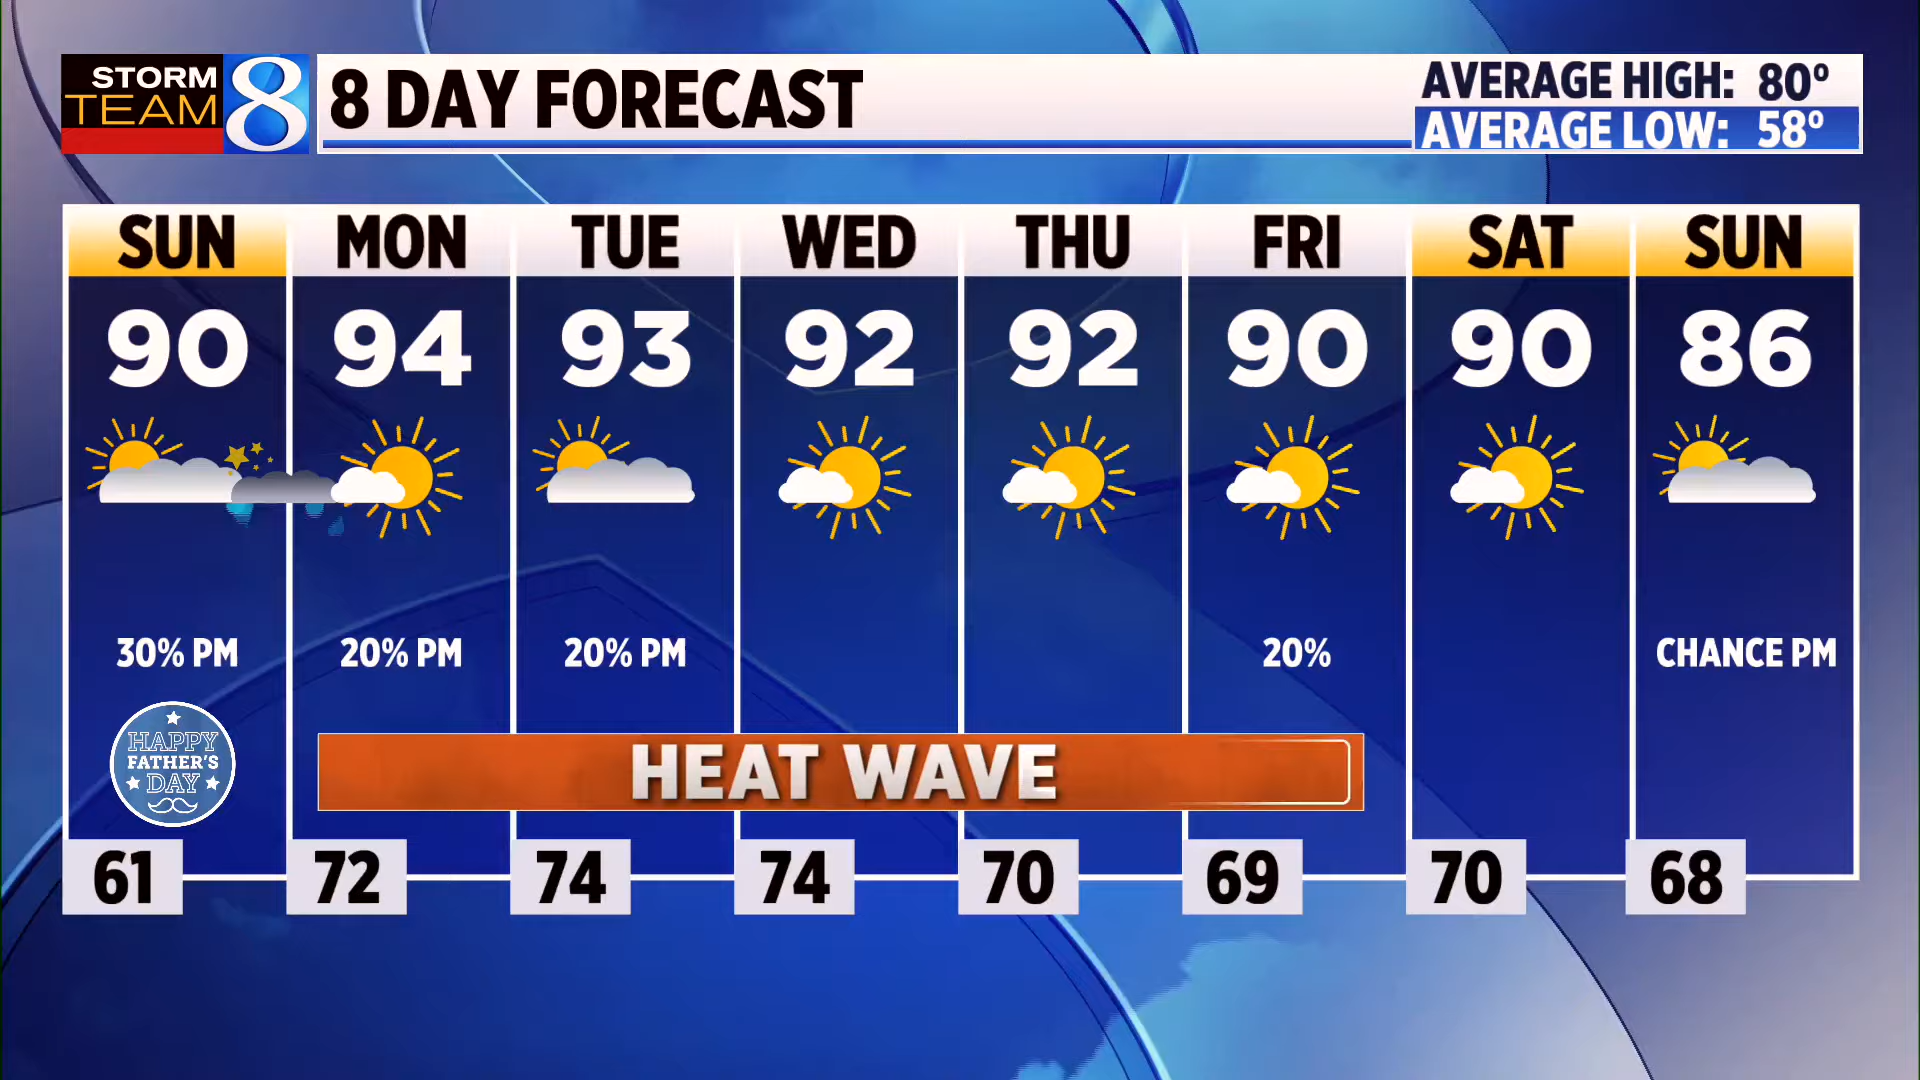 STORM
TEAM
8
8 DAY FORECAST
AVERAGE HIGH: 80º
AVERAGE LOW: 58º
SUN MON TUE WED THU FRI SAT SUN
90 94 93 92 92 90 90 86
30% PM 20% PM 20% PM 20% CHANCE PM
HAPPY
FATHER'S
DAY
HEAT WAVE
61 72 74 74 70 69 70 68